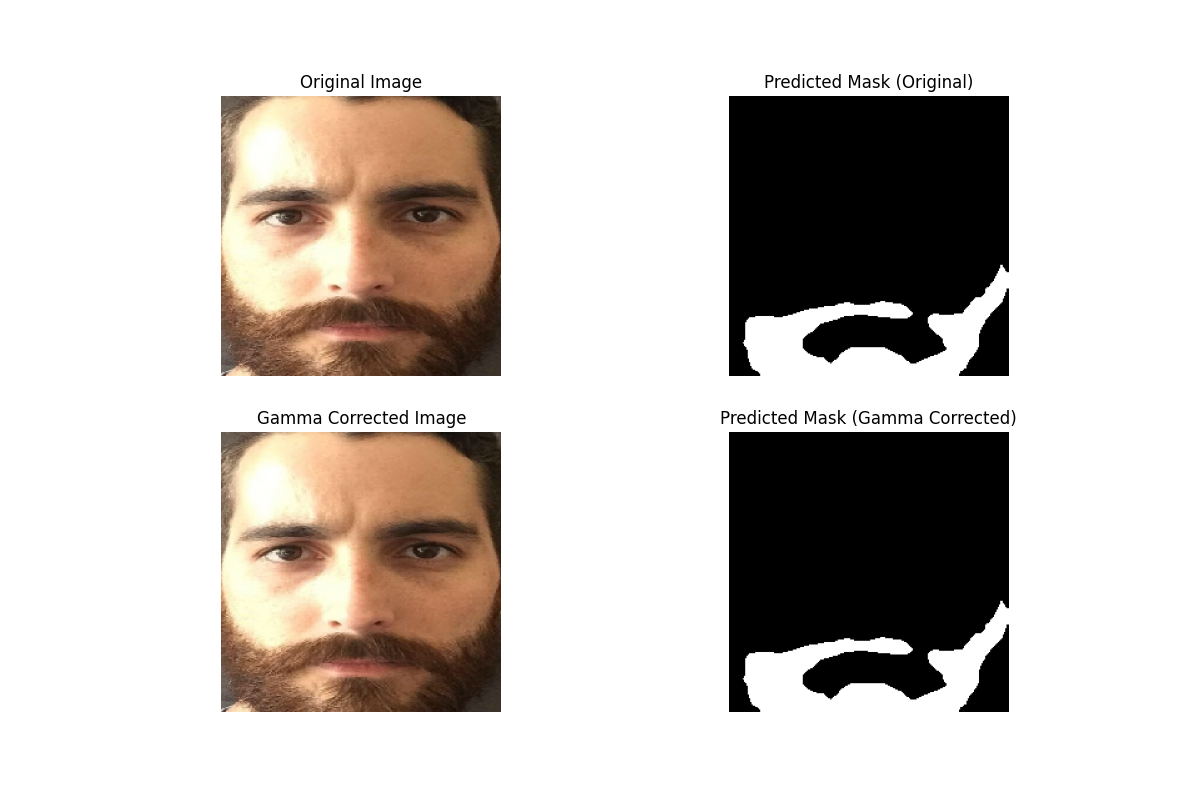 Original Image
Predicted Mask (Original)
Gamma Corrected Image
Predicted Mask (Gamma Corrected)